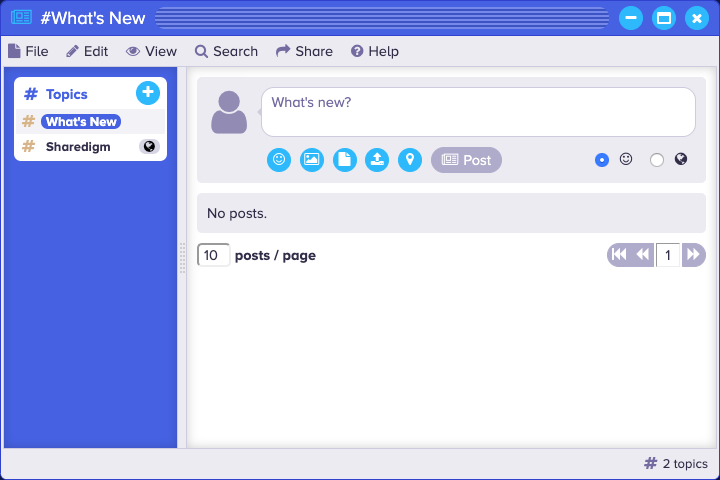 #What's New
File Edit View Search Share Help
# Topics
# What's New
# Sharedigm
What's new?
Post
No posts.
10 posts / page
1
# 2 topics